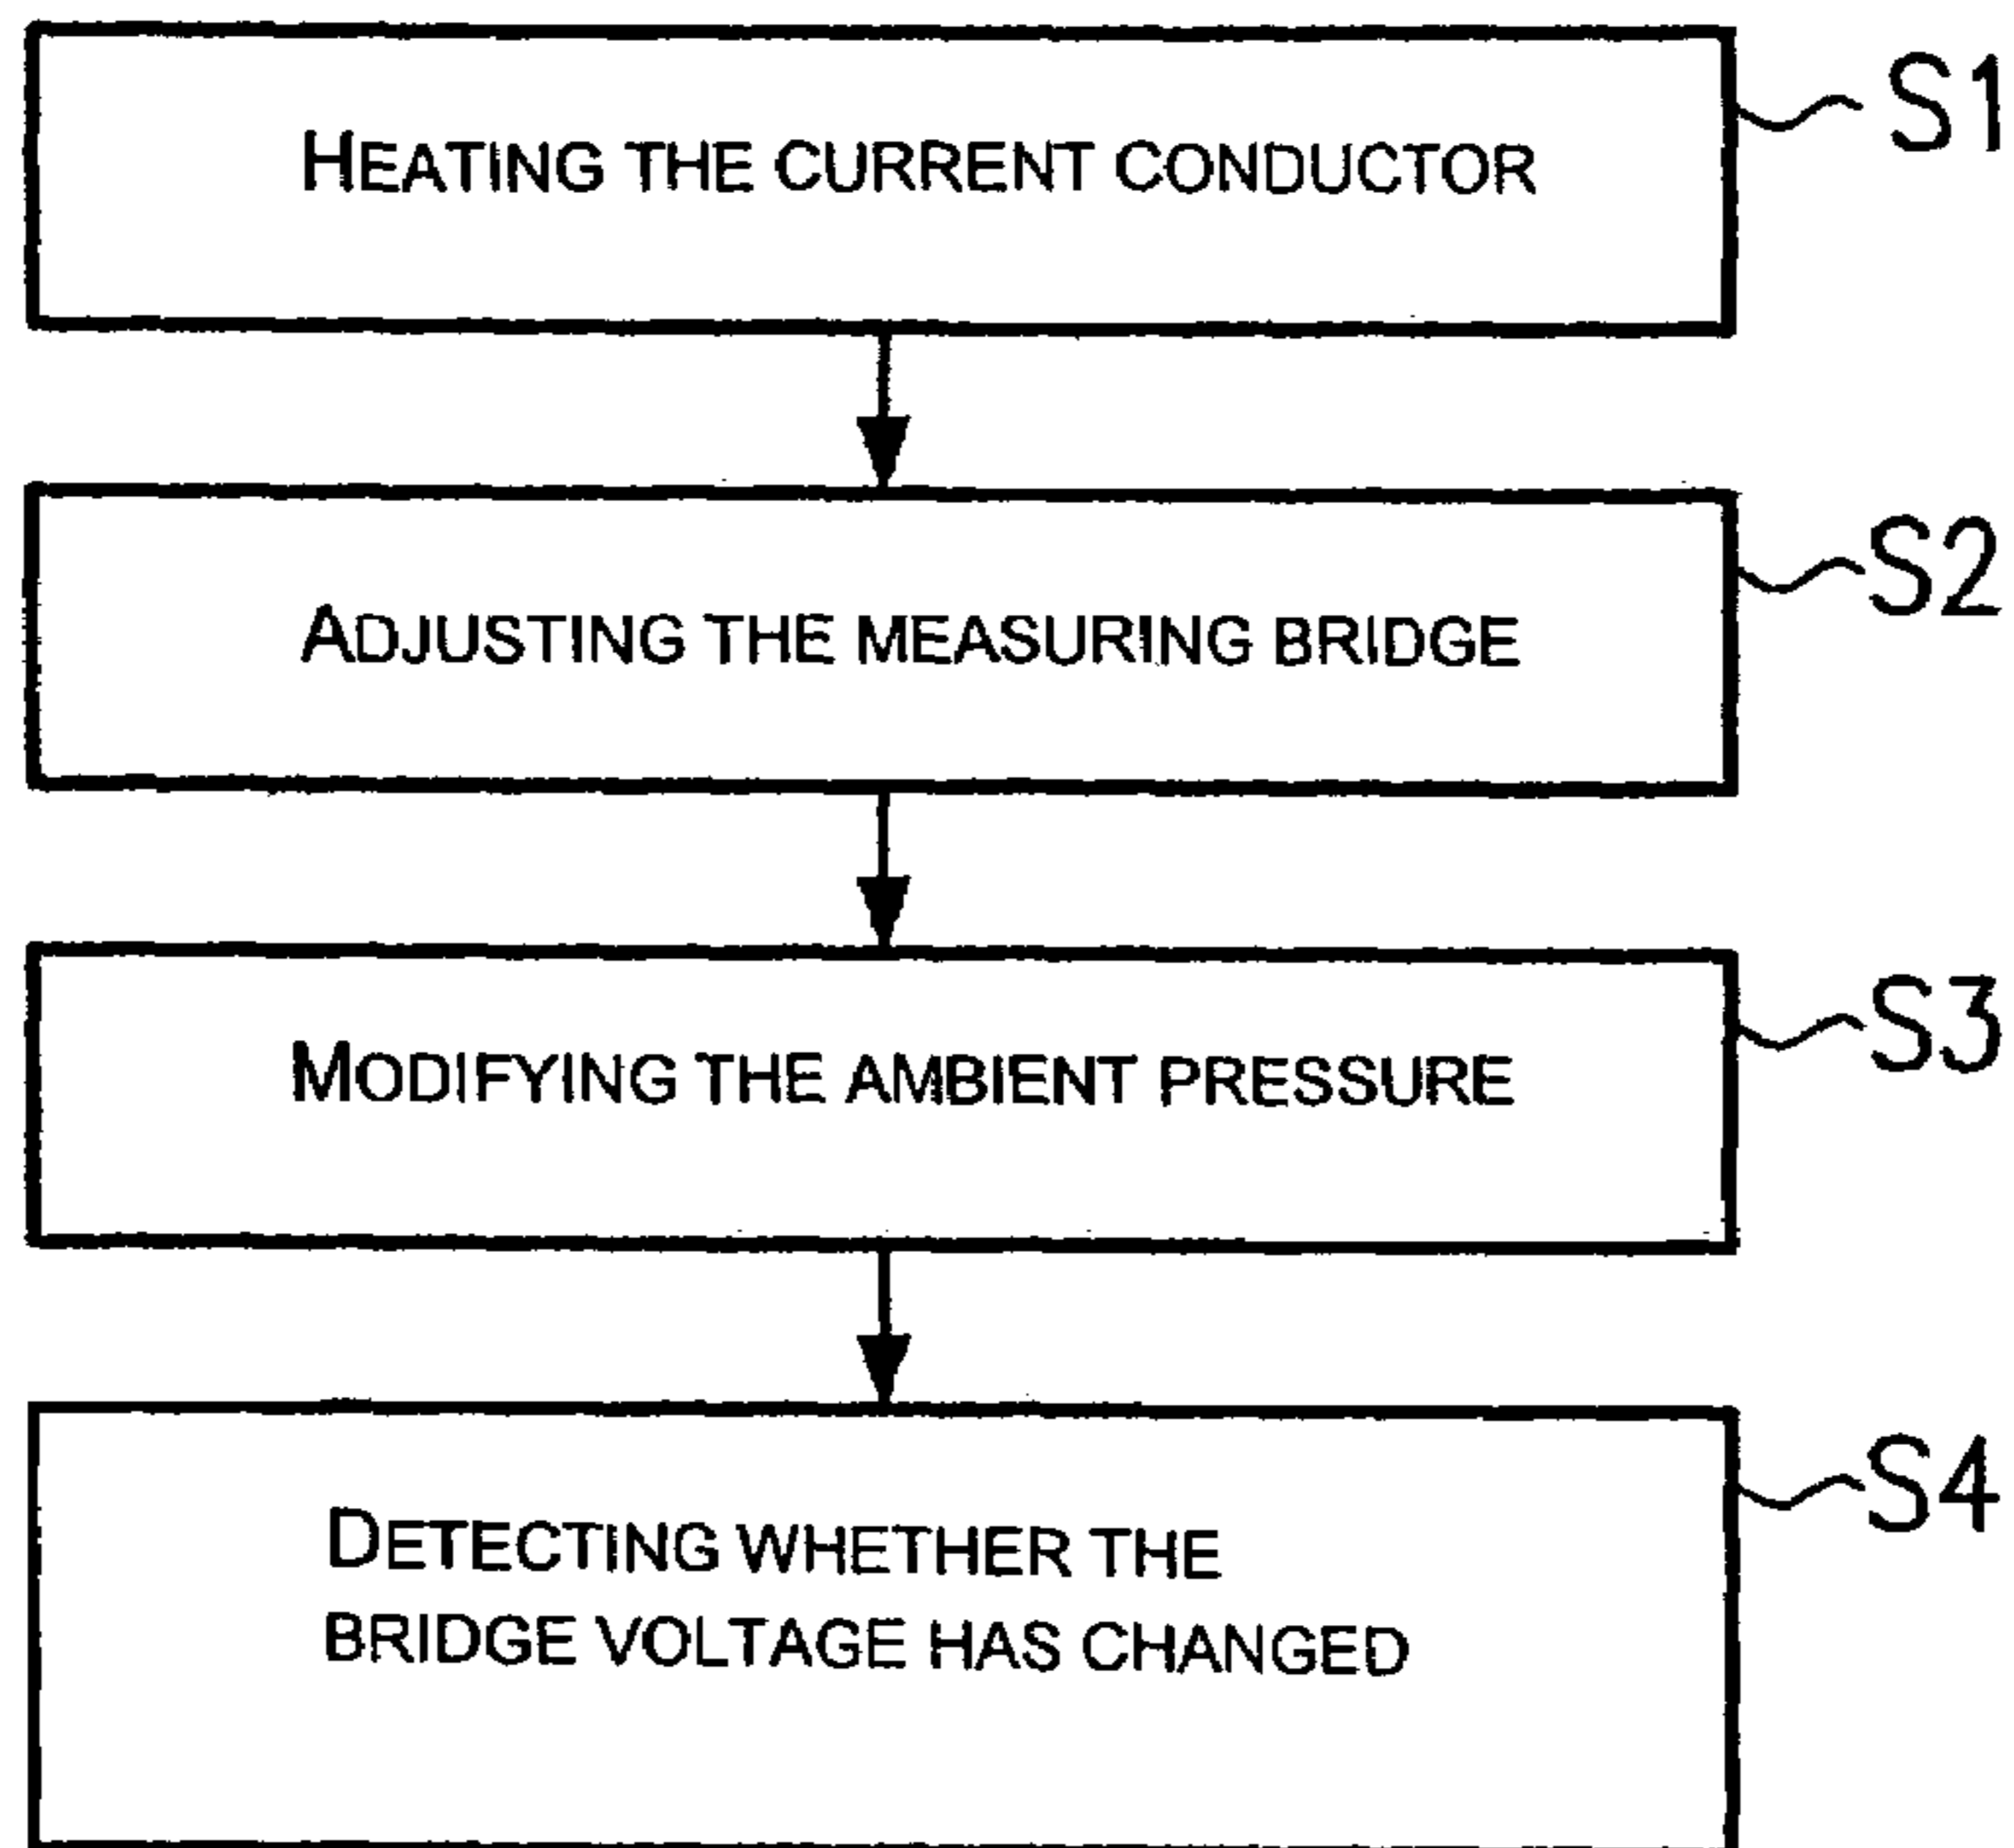 HEATING THE CURRENT CONDUCTOR
S1
ADJUSTING THE MEASURING BRIDGE
S2
MODIFYING THE AMBIENT PRESSURE
S3
DETECTING WHETHER THE
BRIDGE VOLTAGE HAS CHANGED
S4